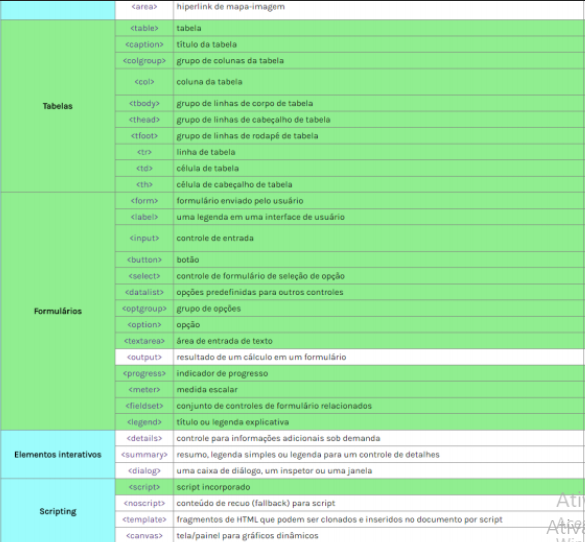 <area> hiperlink de mapa-imagem
Tabelas
<table> tabela
<caption> título da tabela
<colgroup> grupo de colunas da tabela
<col> coluna da tabela
<tbody> grupo de linhas de corpo de tabela
<thead> grupo de linhas de cabeçalho de tabela
<tfoot> grupo de linhas de rodapé de tabela
<tr> linha de tabela
<td> célula de tabela
<th> célula de cabeçalho de tabela
Formulários
<form> formulário enviado pelo usuário
<label> uma legenda em uma interface de usuário
<input> controle de entrada
<button> botão
<select> controle de formulário de seleção de opção
<datalist> opções predefinidas para outros controles
<optgroup> grupo de opções
<option> opção
<textarea> área de entrada de texto
<output> resultado de um cálculo em um formulário
<progress> indicador de progresso
<meter> medida escalar
<fieldset> conjunto de controles de formulário relacionados
<legend> título ou legenda explicativa
Elementos interativos
<details> controle para informações adicionais sob demanda
<summary> resumo, legenda simples ou legenda para um controle de detalhes
<dialog> uma caixa de diálogo, um inspetor ou uma janela
Scripting
<script> script incorporado
<noscript> conteúdo de recuo (fallback) para script
<template> fragmentos de HTML que podem ser clonados e inseridos no documento por script
<canvas> tela/painel para gráficos dinâmicos